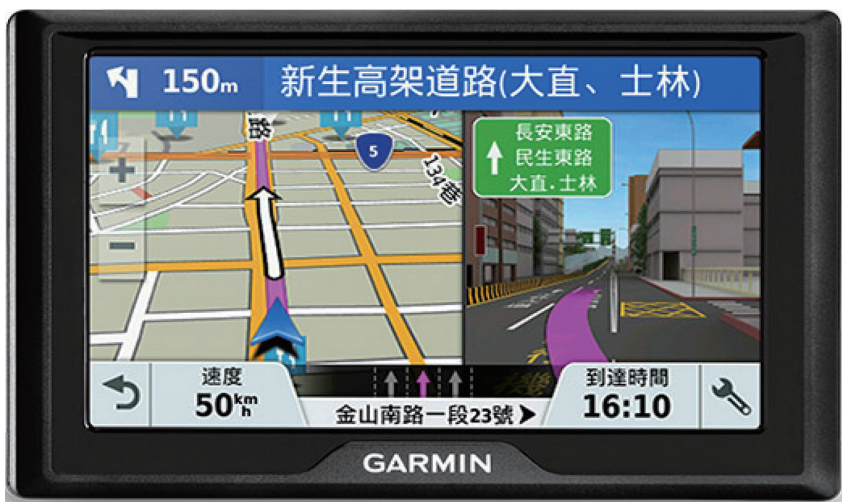 150m 新生高架道路(大直、士林)
路
5
134巷
長安東路
民生東路
大直.士林
+
−
速度
50km/h
金山南路一段23號
到達時間
16:10
GARMIN